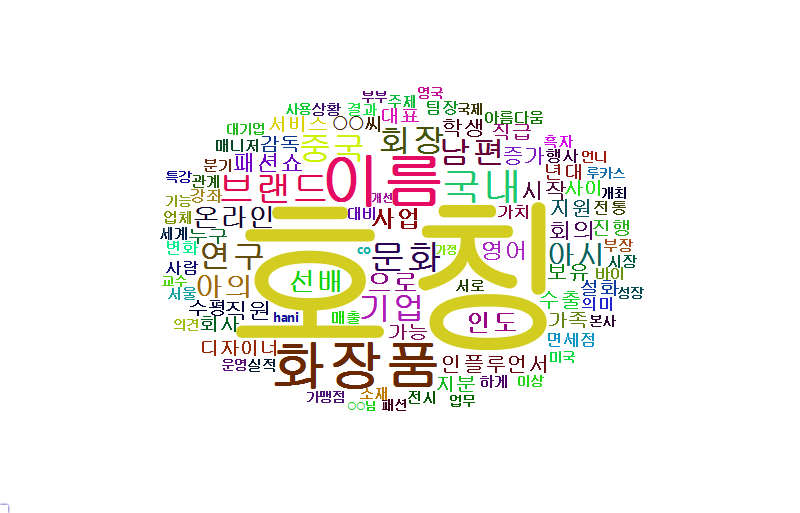 영국
부부 주제
사용 상황 결과 팀장 국제
대기업 서비스 ○○씨 대표 학생 직급 아름다움
매니저 감독 중국 회장 남편 증가 행사 흑자 언니
분기 패션쇼 년대 루카스
특강 관계 브랜드 이름 국내 시작 사이 개최
기능 강좌 개선 가치 지원 전통
업체 온라인 대비 사업 회의 진행
세계 누구 호칭 부장
변화 연구 co 문화 가정 영어 아시 시장
사람 선배 으로 서로 보유 바이
교수 아의 설화 성장
서울 수평 직원 hani 기업 수출 의미
의견 회사 매출 가능 인도 가족 본사
디자이너 면세점
운영 실적 화장품 인플루언서 미국
지분 하게 이상
가맹점 소재 전시 업무
○○님 패션